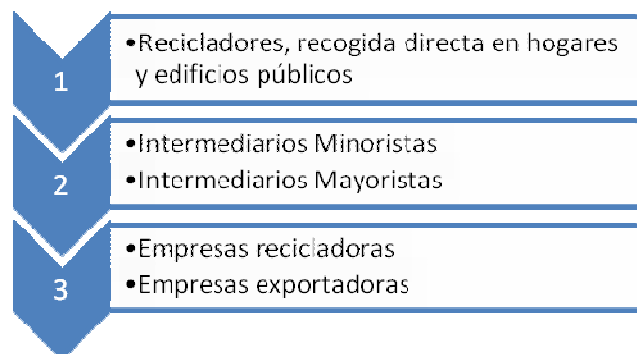 1
•Recicladores, recogida directa en hogares
y edificios públicos
2
•Intermediarios Minoristas
•Intermediarios Mayoristas
3
•Empresas recicladoras
•Empresas exportadoras